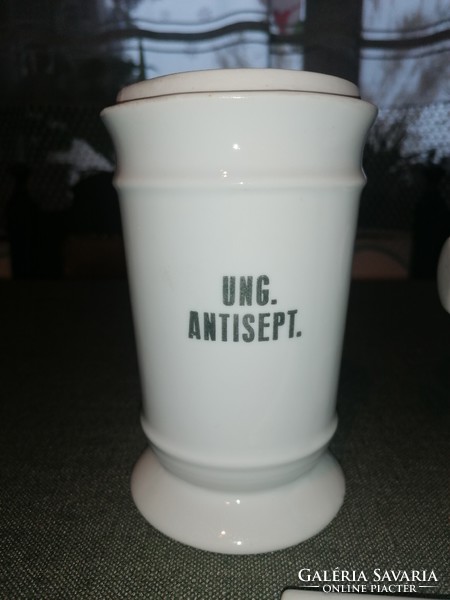 UNG.
ANTISEPT.
GALÉRIA SAVARIA
ONLINE PIACTÉR